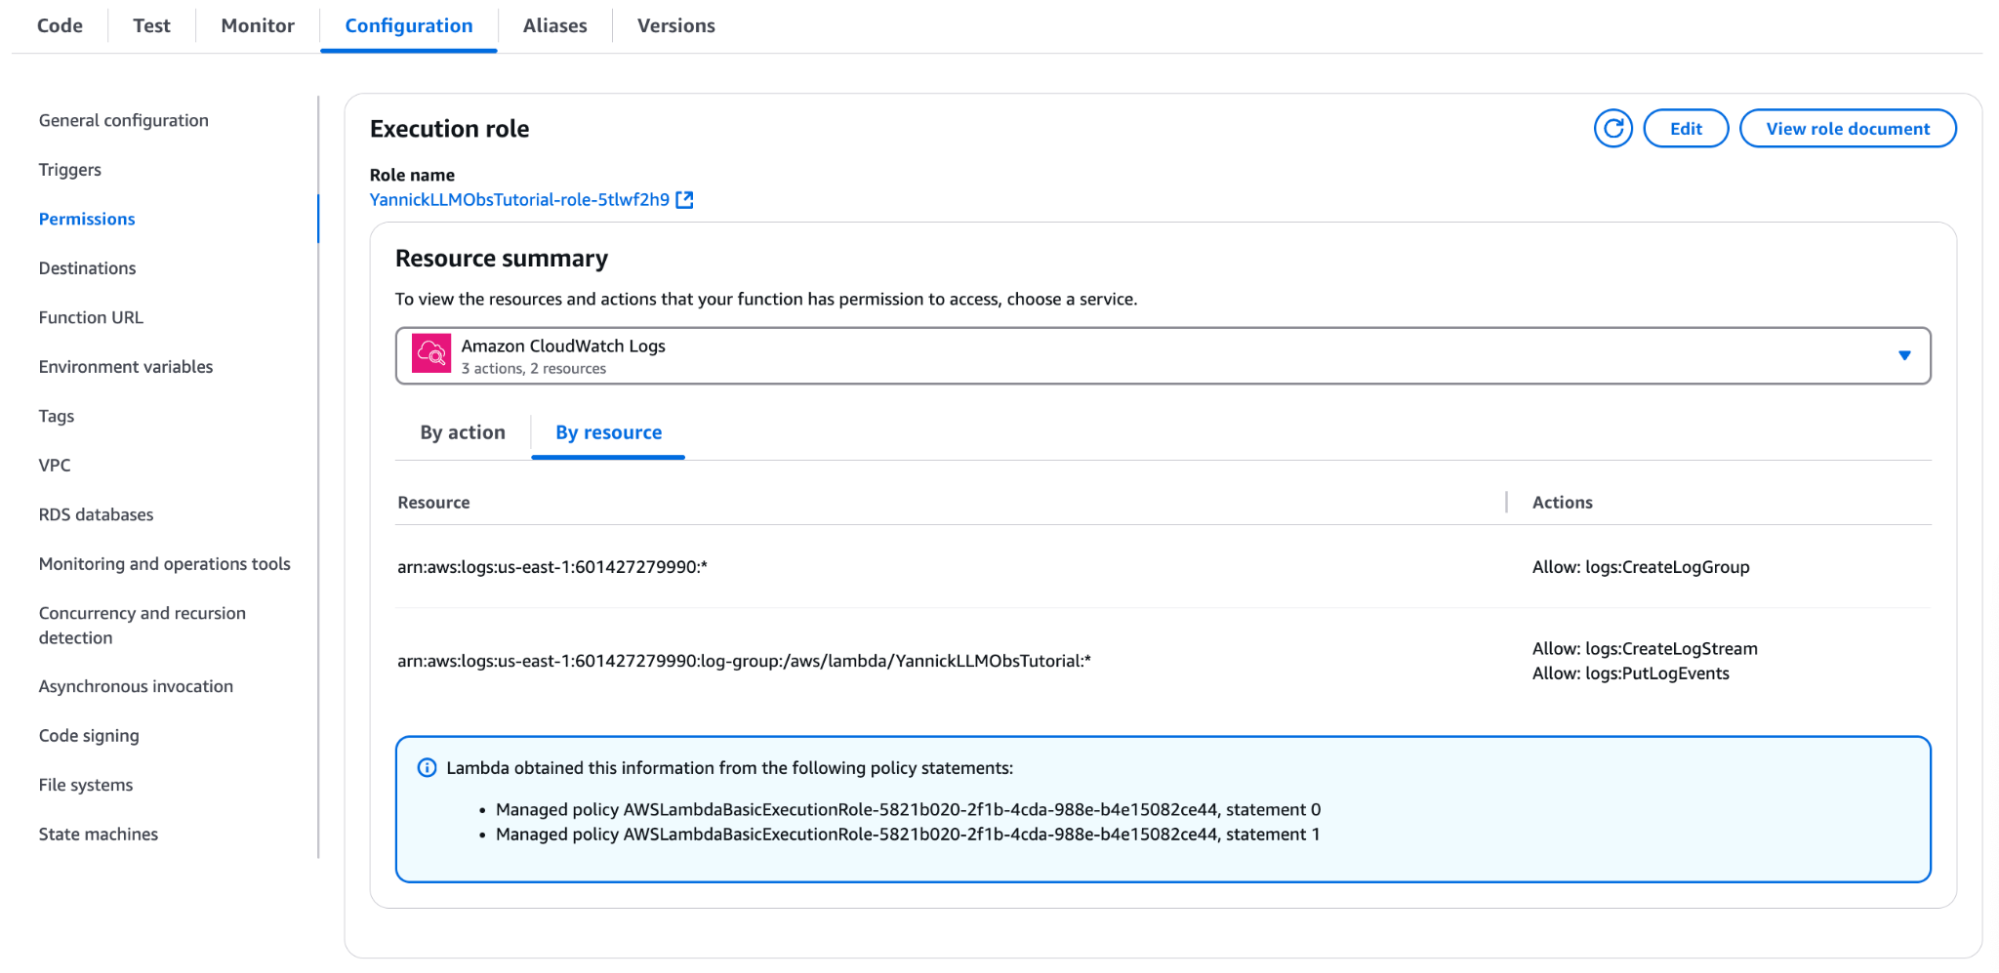 Code
Test
Monitor
Configuration
Aliases
Versions
General configuration
Triggers
Permissions
Destinations
Function URL
Environment variables
Tags
VPC
RDS databases
Monitoring and operations tools
Concurrency and recursion
detection
Asynchronous invocation
Code signing
File systems
State machines
Execution role
Edit
View role document
Role name
YannickLLMObsTutorial-role-5tlwf2h9
Resource summary
To view the resources and actions that your function has permission to access, choose a service.
Amazon CloudWatch Logs
3 actions, 2 resources
By action
By resource
Resource
Actions
arn:aws:logs:us-east-1:601427279990:*
Allow: logs:CreateLogGroup
arn:aws:logs:us-east-1:601427279990:log-group:/aws/lambda/YannickLLMObsTutorial:*
Allow: logs:CreateLogStream
Allow: logs:PutLogEvents
Lambda obtained this information from the following policy statements:
• Managed policy AWSLambdaBasicExecutionRole-5821b020-2f1b-4cda-988e-b4e15082ce44, statement 0
• Managed policy AWSLambdaBasicExecutionRole-5821b020-2f1b-4cda-988e-b4e15082ce44, statement 1